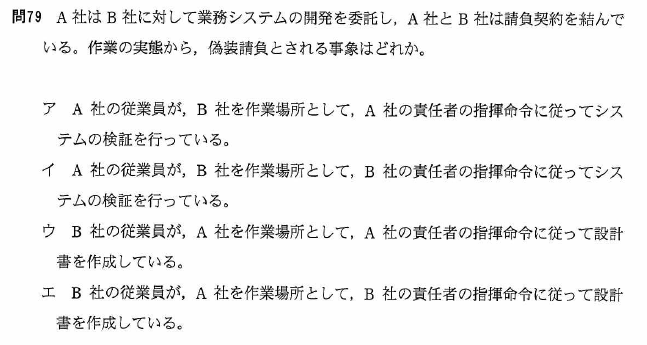 問79 A社はB社に対して業務システムの開発を委託し，A社とB社は請負契約を結んで
いる。作業の実態から，偽装請負とされる事象はどれか。
ア A 社の従業員が，B 社を作業場所として，A 社の責任者の指揮命令に従ってシス
テムの検証を行っている。
イ A 社の従業員が，B 社を作業場所として，B 社の責任者の指揮命令に従ってシス
テムの検証を行っている。
ウ B 社の従業員が，A 社を作業場所として，A 社の責任者の指揮命令に従って設計
書を作成している。
エ B 社の従業員が，A 社を作業場所として，B 社の責任者の指揮命令に従って設計
書を作成している。